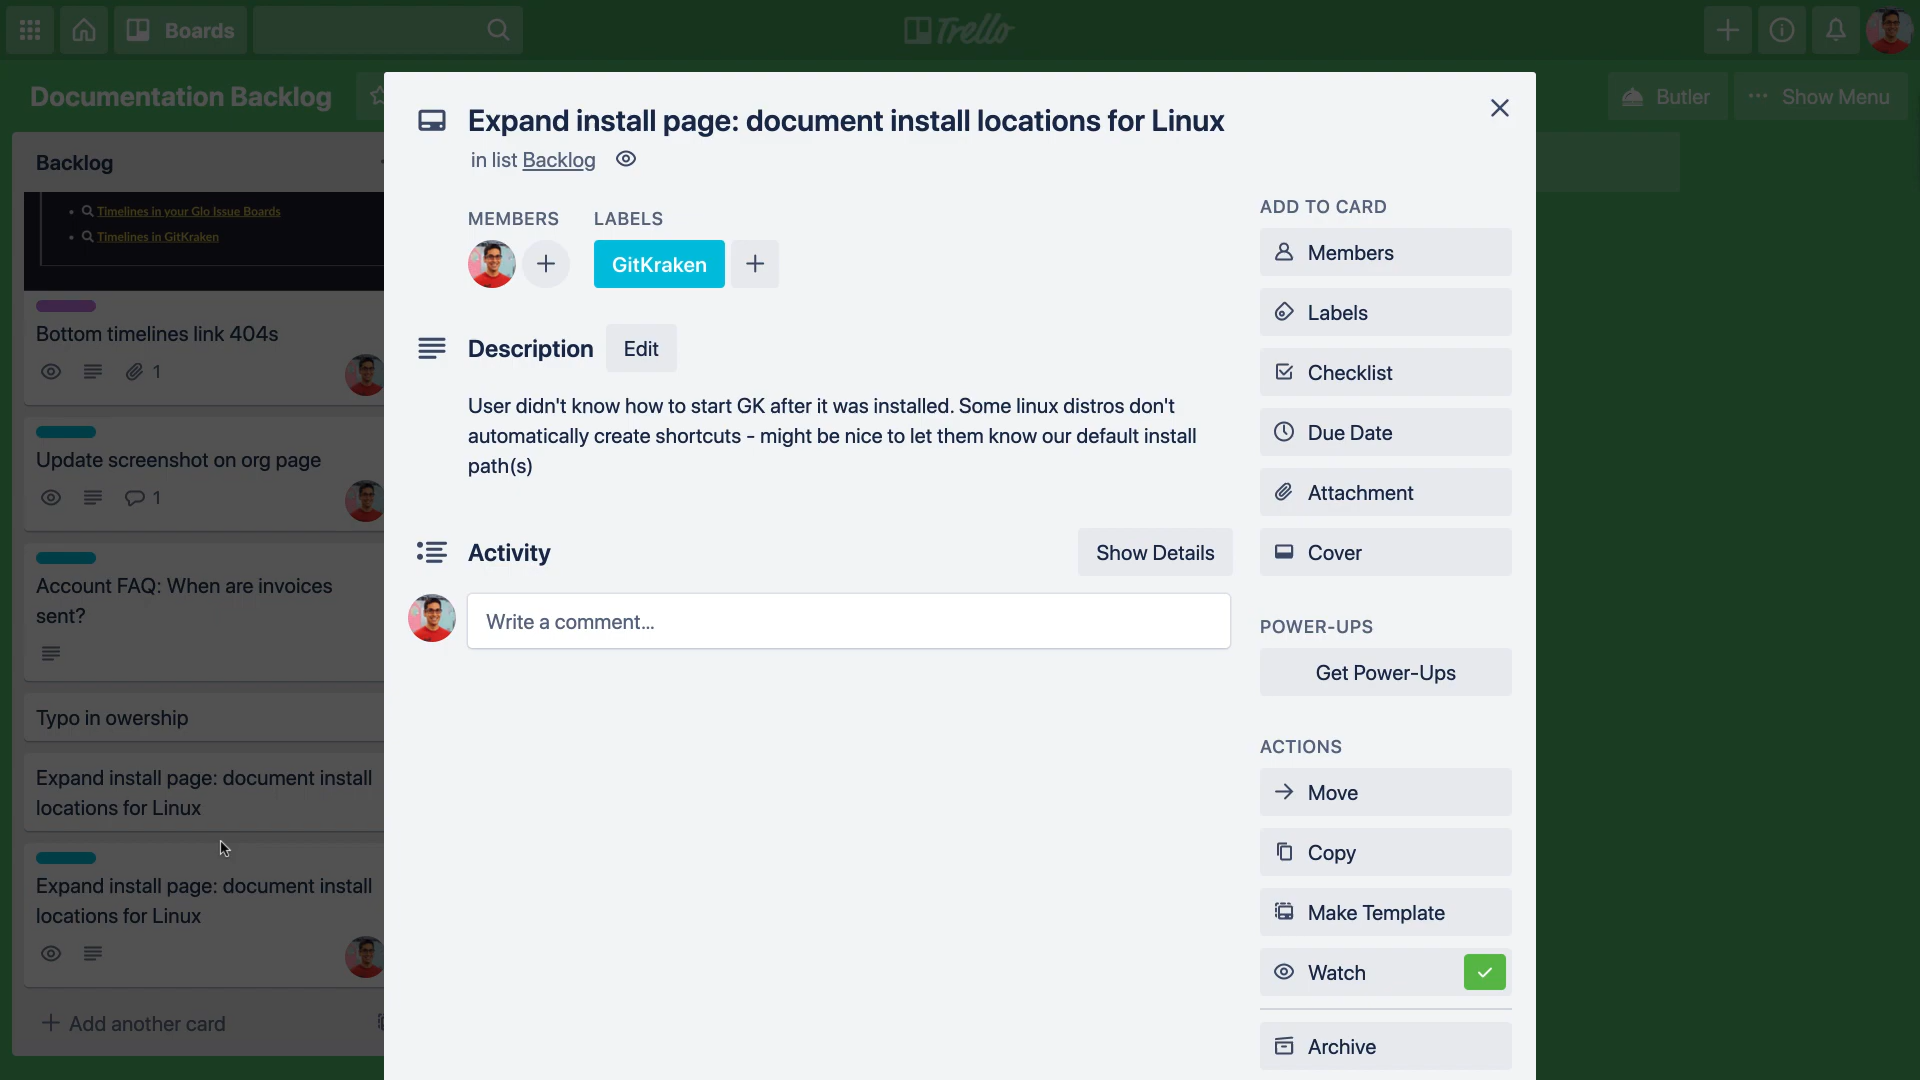 Boards
Trello
Documentation Backlog
Butler
Show Menu
Backlog
Timelines in your Glo Issue Boards
Timelines in GitKraken
Bottom timelines link 404s
1
Update screenshot on org page
1
Account FAQ: When are invoices
sent?
Typo in owership
Expand install page: document install
locations for Linux
Expand install page: document install
locations for Linux
Add another card
Expand install page: document install locations for Linux
in list Backlog
MEMBERS
LABELS
GitKraken
Description
Edit
User didn't know how to start GK after it was installed. Some linux distros don't
automatically create shortcuts - might be nice to let them know our default install
path(s)
Activity
Show Details
Write a comment...
ADD TO CARD
Members
Labels
Checklist
Due Date
Attachment
Cover
POWER-UPS
Get Power-Ups
ACTIONS
Move
Copy
Make Template
Watch
Archive